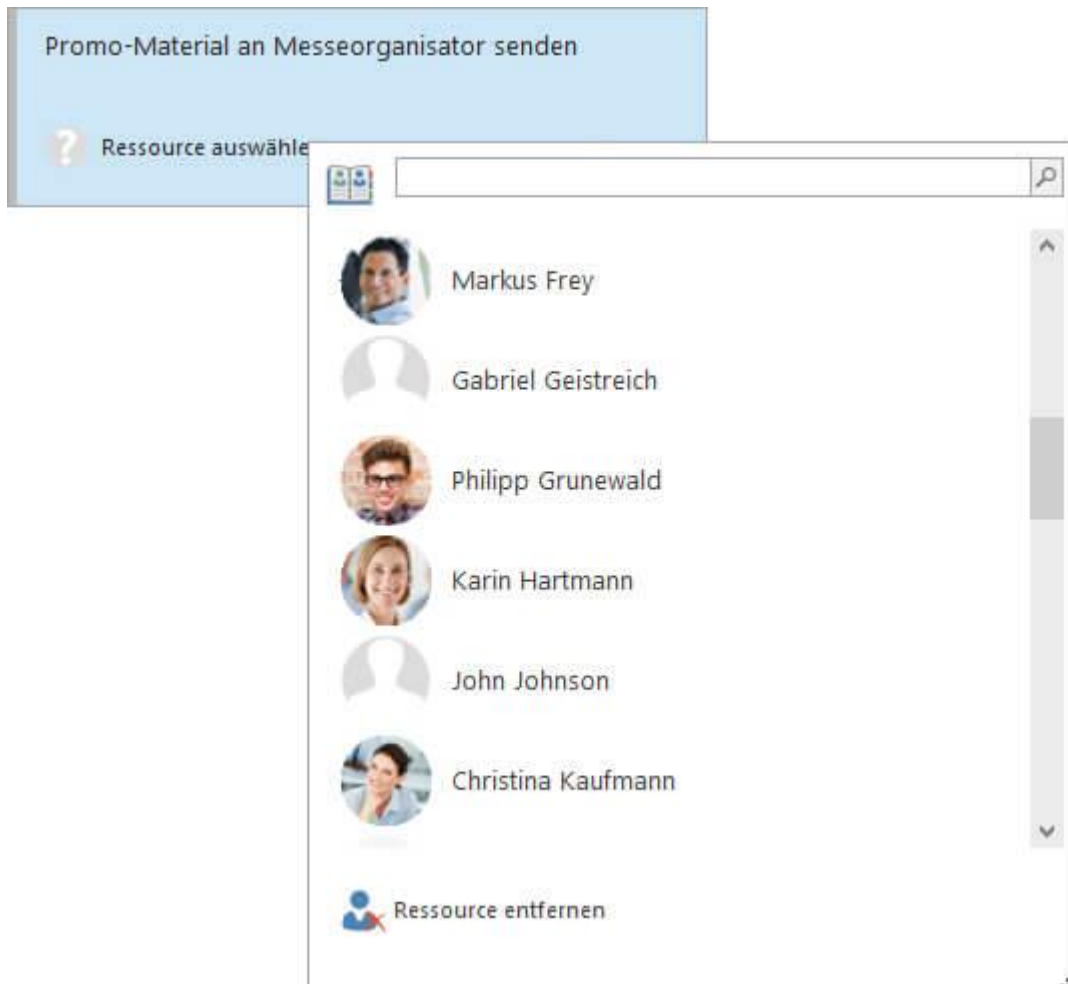 Promo-Material an Messeorganisator senden
? Ressource auswähle
Markus Frey
Gabriel Geistreich
Philipp Grunewald
Karin Hartmann
John Johnson
Christina Kaufmann
Ressource entfernen